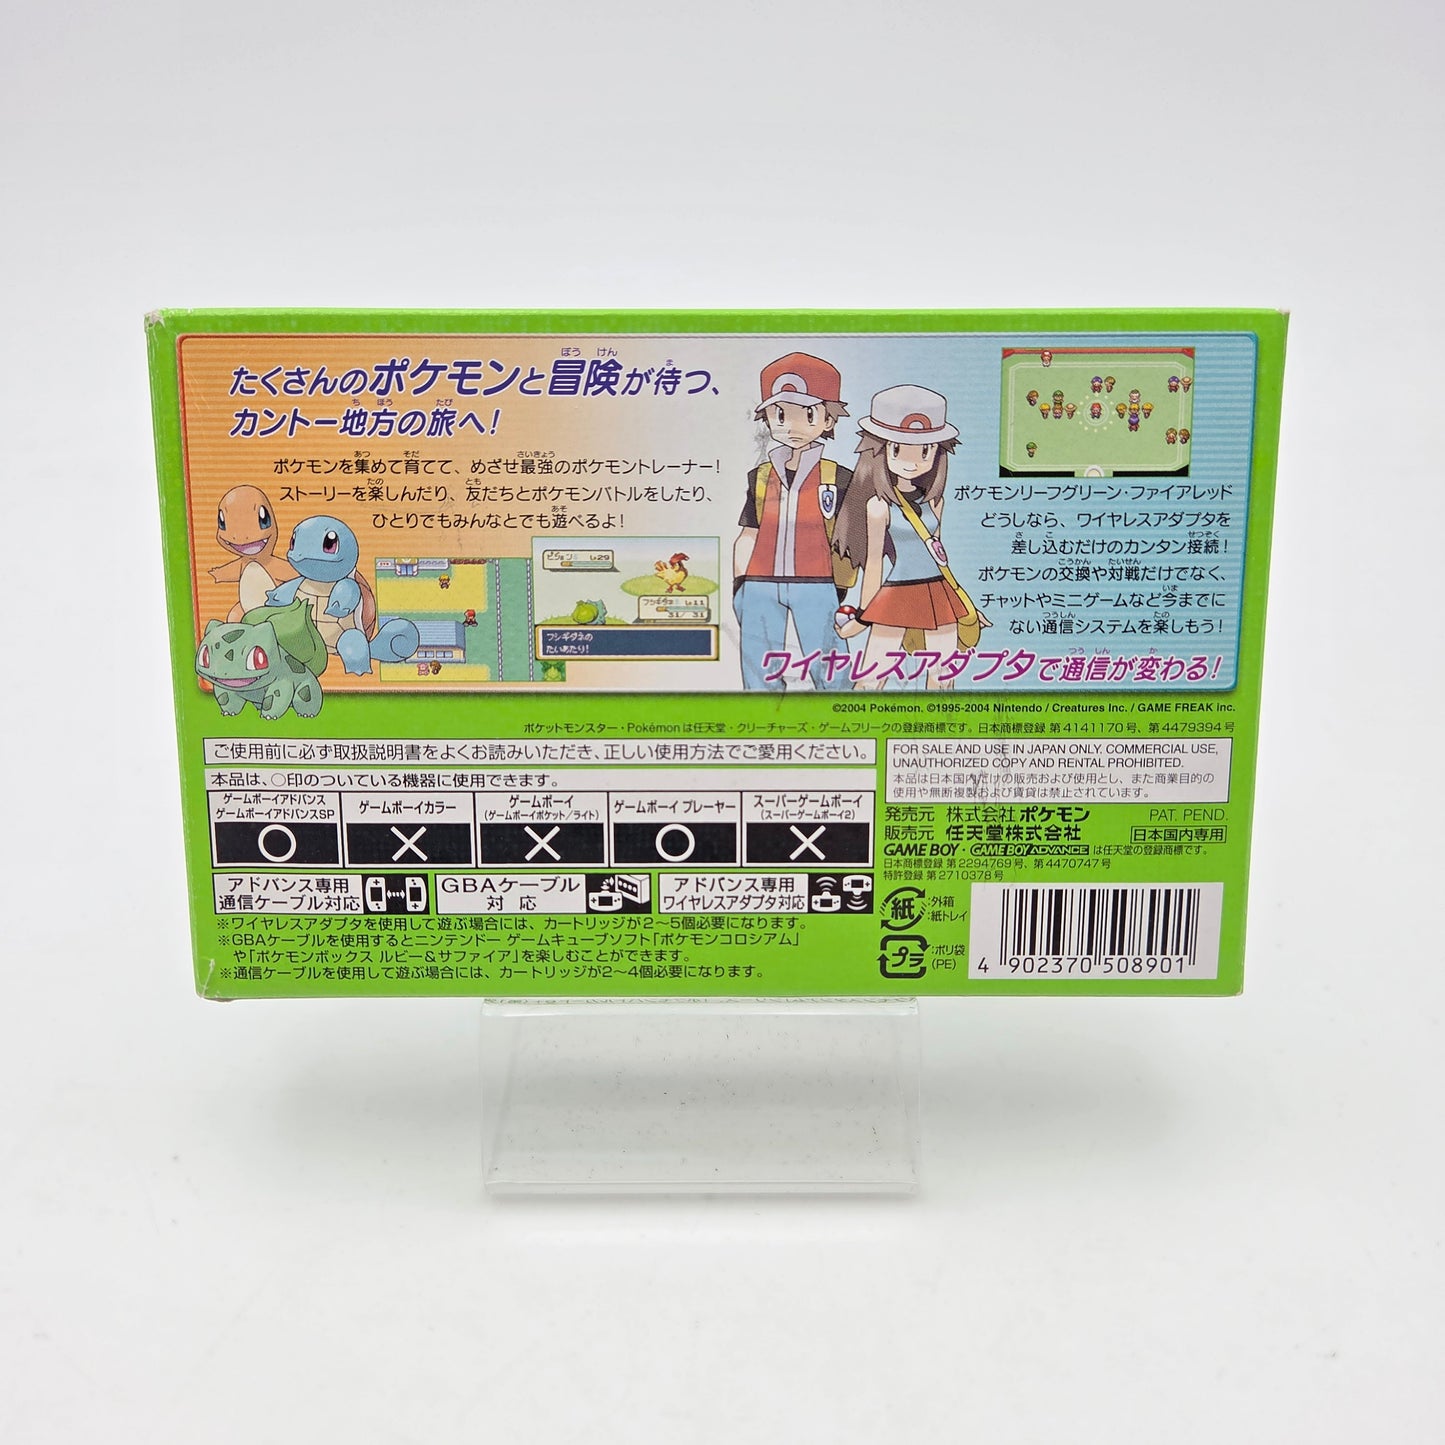 たくさんのポケモンと冒険が待つ、
カントー地方の旅へ！
ポケモンを集めて育てて、めざせ最強のポケモントレーナー！
ストーリーを楽しんだり、友だちとポケモンバトルをしたり、
ひとりでもみんなとでも遊べるよ！
Lv29
フシギダネ Lv11
31/ 31
フシギダネの
たいあたり！
ポケモンリーフグリーン・ファイアレッド
どうしなら、ワイヤレスアダプタを
差し込むだけのカンタン接続！
ポケモンの交換や対戦だけでなく、
チャットやミニゲームなど今までに
ない通信システムを楽しもう！
ワイヤレスアダプタで通信が変わる！
©2004 Pokémon. ©1995-2004 Nintendo / Creatures Inc. / GAME FREAK inc.
ポケットモンスター・Pokémonは任天堂・クリーチャーズ・ゲームフリークの登録商標です。日本商標登録 第4141170号、第4479394号
ご使用前に必ず取扱説明書をよくお読みいただき、正しい使用方法でご愛用ください。
本品は、○印のついている機器に使用できます。
ゲームボーイアドバンス
ゲームボーイアドバンスSP
ゲームボーイカラー
ゲームボーイ
(ゲームボーイポケット／ライト)
ゲームボーイ プレーヤー
スーパーゲームボーイ
(スーパーゲームボーイ2)
○ × × ○ ×
アドバンス専用
通信ケーブル対応
GBAケーブル
対 応
アドバンス専用
ワイヤレスアダプタ対応
※ワイヤレスアダプタを使用して遊ぶ場合には、カートリッジが2～5個必要になります。
※GBAケーブルを使用するとニンテンドー ゲームキューブソフト「ポケモンコロシアム」
や「ポケモンボックス ルビー＆サファイア」を楽しむことができます。
※通信ケーブルを使用して遊ぶ場合には、カートリッジが2～4個必要になります。
FOR SALE AND USE IN JAPAN ONLY. COMMERCIAL USE,
UNAUTHORIZED COPY AND RENTAL PROHIBITED.
本品は日本国内だけの販売および使用とし、また商業目的の
使用や無断複製および賃貸は禁止されています。
発売元 株式会社 ポケモン PAT. PEND.
販売元 任天堂株式会社 日本国内専用
GAME BOY・GAME BOY ADVANCE は任天堂の登録商標です。
日本商標登録 第2294769号、第4470747号
特許登録 第2710378号
紙 :外箱
:紙トレイ
プラ :ポリ袋
(PE)
4 902370 508901